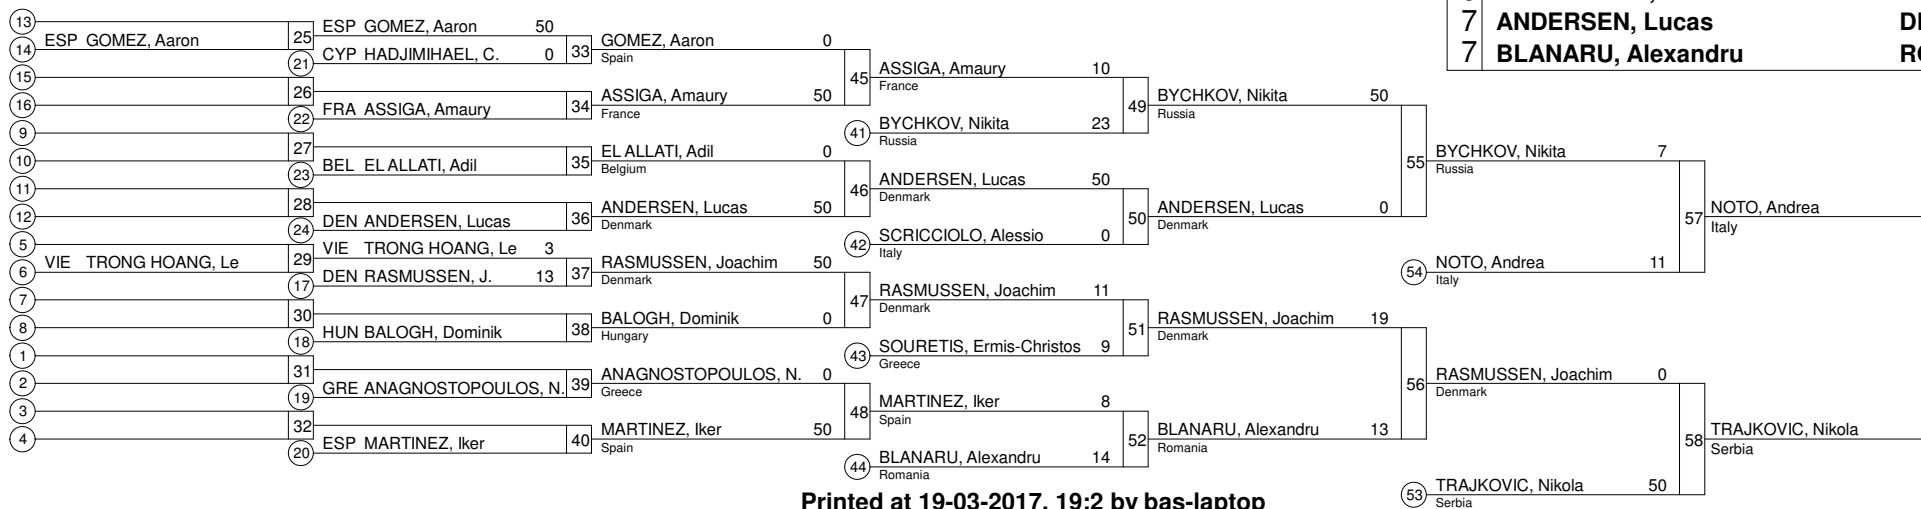 7 ANDERSEN, Lucas
7 BLANARU, Alexandru
13
14 ESP GOMEZ, Aaron
15
16
9
10
11
12
5
6 VIE TRONG HOANG, Le
7
8
1
2
3
4
25 ESP GOMEZ, Aaron 50
21 CYP HADJIMIHAEL, C. 0
26
22 FRA ASSIGA, Amaury
27
23 BEL EL ALLATI, Adil
28
24 DEN ANDERSEN, Lucas
29 VIE TRONG HOANG, Le 3
17 DEN RASMUSSEN, J. 13
30
18 HUN BALOGH, Dominik
31
19 GRE ANAGNOSTOPOULOS, N.
32
20 ESP MARTINEZ, Iker
33 GOMEZ, Aaron 0
Spain
34 ASSIGA, Amaury 50
France
35 EL ALLATI, Adil 0
Belgium
36 ANDERSEN, Lucas 50
Denmark
37 RASMUSSEN, Joachim 50
Denmark
38 BALOGH, Dominik 0
Hungary
39 ANAGNOSTOPOULOS, N. 0
Greece
40 MARTINEZ, Iker 50
Spain
45 ASSIGA, Amaury 10
France
41 BYCHKOV, Nikita 23
Russia
46 ANDERSEN, Lucas 50
Denmark
42 SCRICCIOLO, Alessio 0
Italy
47 RASMUSSEN, Joachim 11
Denmark
43 SOURETIS, Ermis-Christos 9
Greece
48 MARTINEZ, Iker 8
Spain
44 BLANARU, Alexandru 14
Romania
49 BYCHKOV, Nikita 50
Russia
50 ANDERSEN, Lucas 0
Denmark
51 RASMUSSEN, Joachim 19
Denmark
52 BLANARU, Alexandru 13
Romania
55 BYCHKOV, Nikita 7
Russia
54 NOTO, Andrea 11
Italy
56 RASMUSSEN, Joachim 0
Denmark
53 TRAJKOVIC, Nikola 50
Serbia
57 NOTO, Andrea
Italy
58 TRAJKOVIC, Nikola
Serbia
Printed at 19-03-2017, 19:2 by bas-laptop